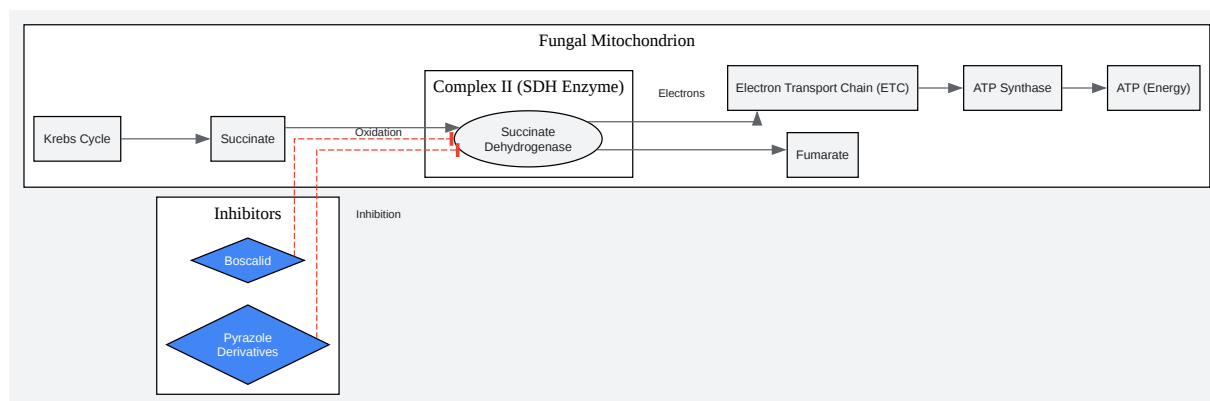 Fungal Mitochondrion
Complex II (SDH Enzyme)
Electrons
Electron Transport Chain (ETC)
ATP Synthase
ATP (Energy)
Krebs Cycle
Succinate
Oxidation
Succinate
Dehydrogenase
Fumarate
Inhibitors
Inhibition
Boscalid
Pyrazole
Derivatives